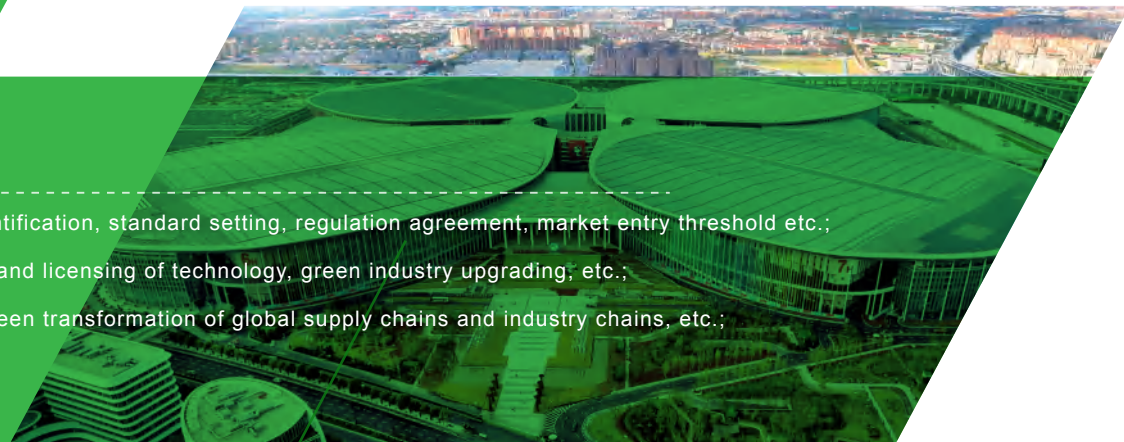 ntification, standard setting, regulation agreement, market entry threshold etc.;
and licensing of technology, green industry upgrading, etc.;
een transformation of global supply chains and industry chains, etc.;